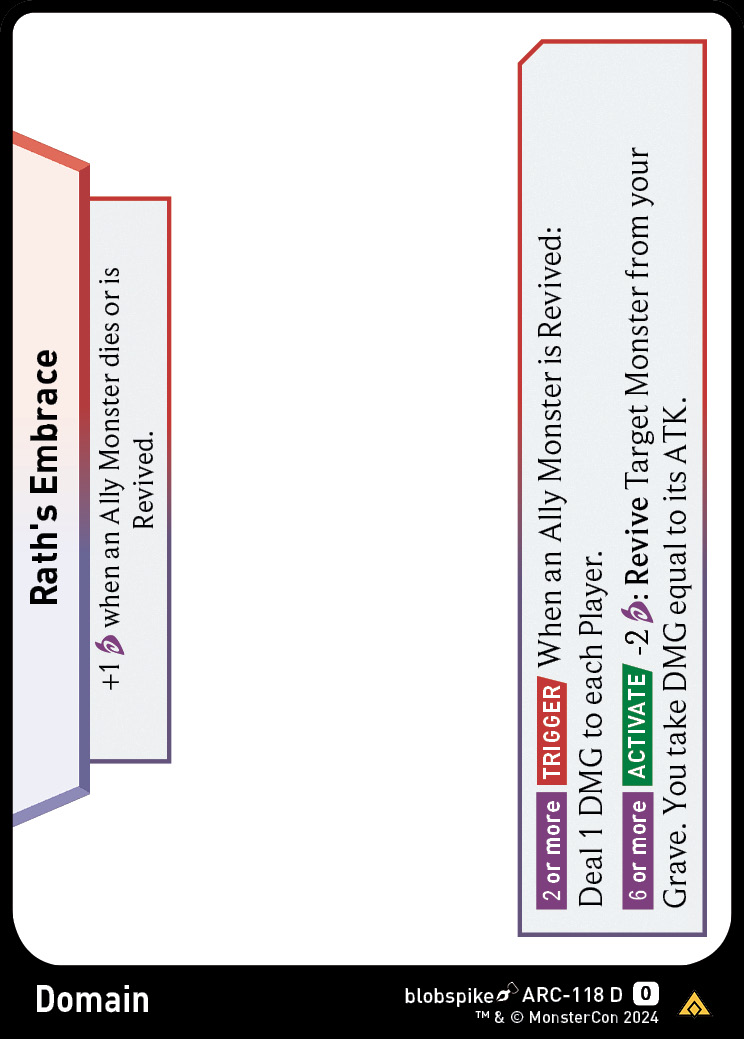 Rath's Embrace
+1 when an Ally Monster dies or is
Revived.
2 or more TRIGGER When an Ally Monster is Revived:
Deal 1 DMG to each Player.
6 or more ACTIVATE -2 : Revive Target Monster from your
Grave. You take DMG equal to its ATK.
Domain
blobspike ARC-118 D 0
™ & © MonsterCon 2024